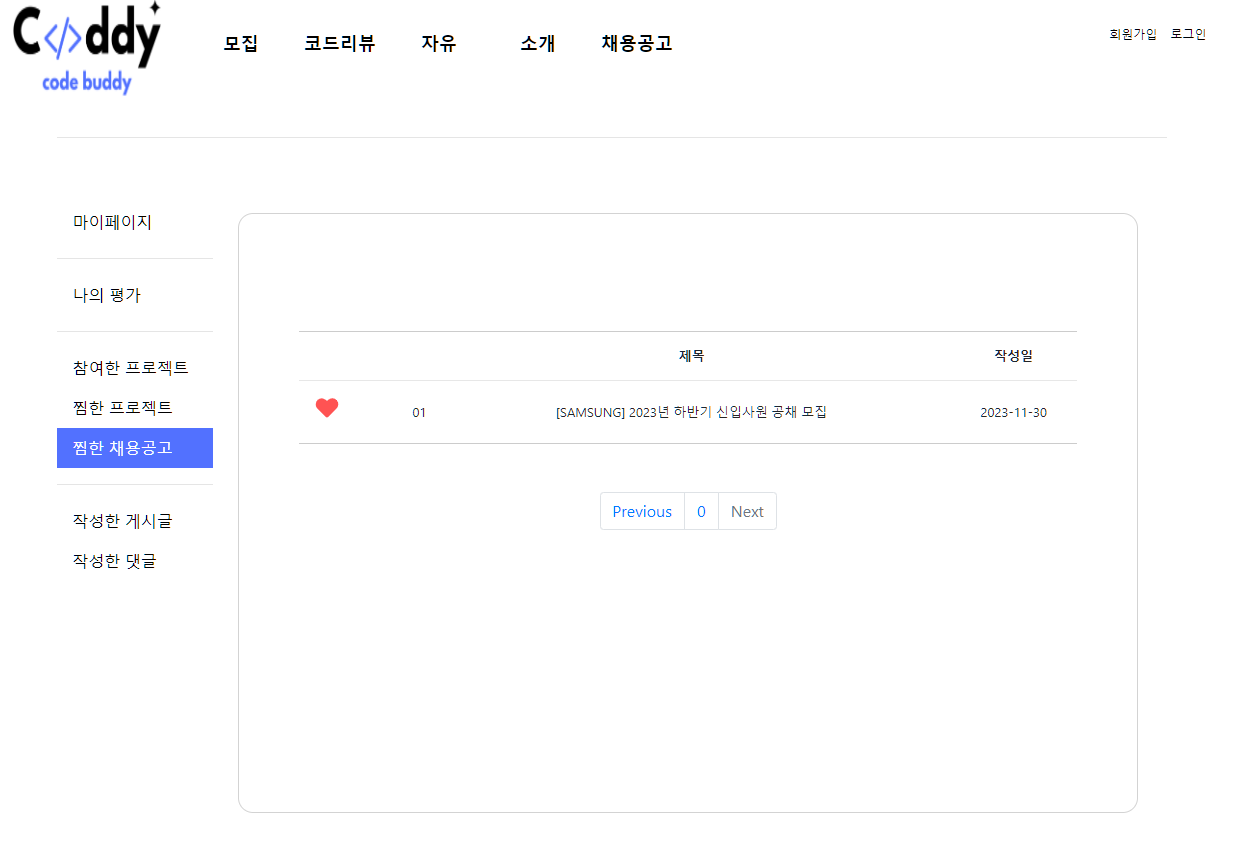 C</>ddy
code buddy
모집 코드리뷰 자유 소개 채용공고
회원가입 로그인
마이페이지
나의 평가
참여한 프로젝트
찜한 프로젝트
찜한 채용공고
작성한 게시글
작성한 댓글
제목 작성일
01 [SAMSUNG] 2023년 하반기 신입사원 공채 모집 2023-11-30
Previous 0 Next